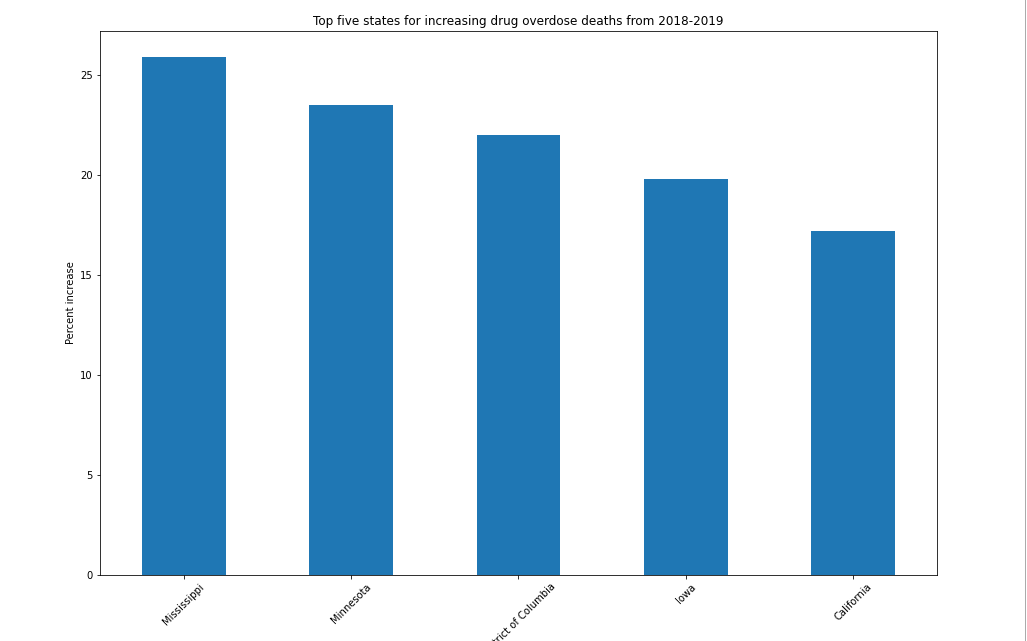 Top five states for increasing drug overdose deaths from 2018-2019
Percent increase
25
20
15
10
5
0
Mississippi
Minnesota
trict of Columbia
Iowa
California